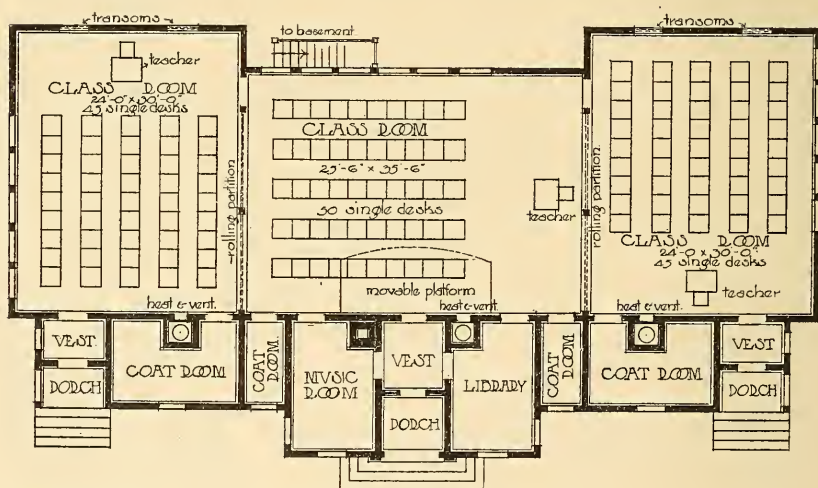 transoms
teacher
CLASS ROOM
24'-0" x 30'-0"
45 single desks
rolling partition
heat & vent.
VEST.
PORCH
COAT ROOM
to basement
CLASS ROOM
25'-6" x 35'-6"
50 single desks
teacher
movable platform
heat & vent.
COAT ROOM
MVSIC ROOM
VEST
PORCH
LIBRARY
COAT ROOM
transoms
rolling partition
CLASS ROOM
24'-0 x 30'-0"
45 single desks
teacher
heat & vent.
COAT ROOM
VEST
PORCH